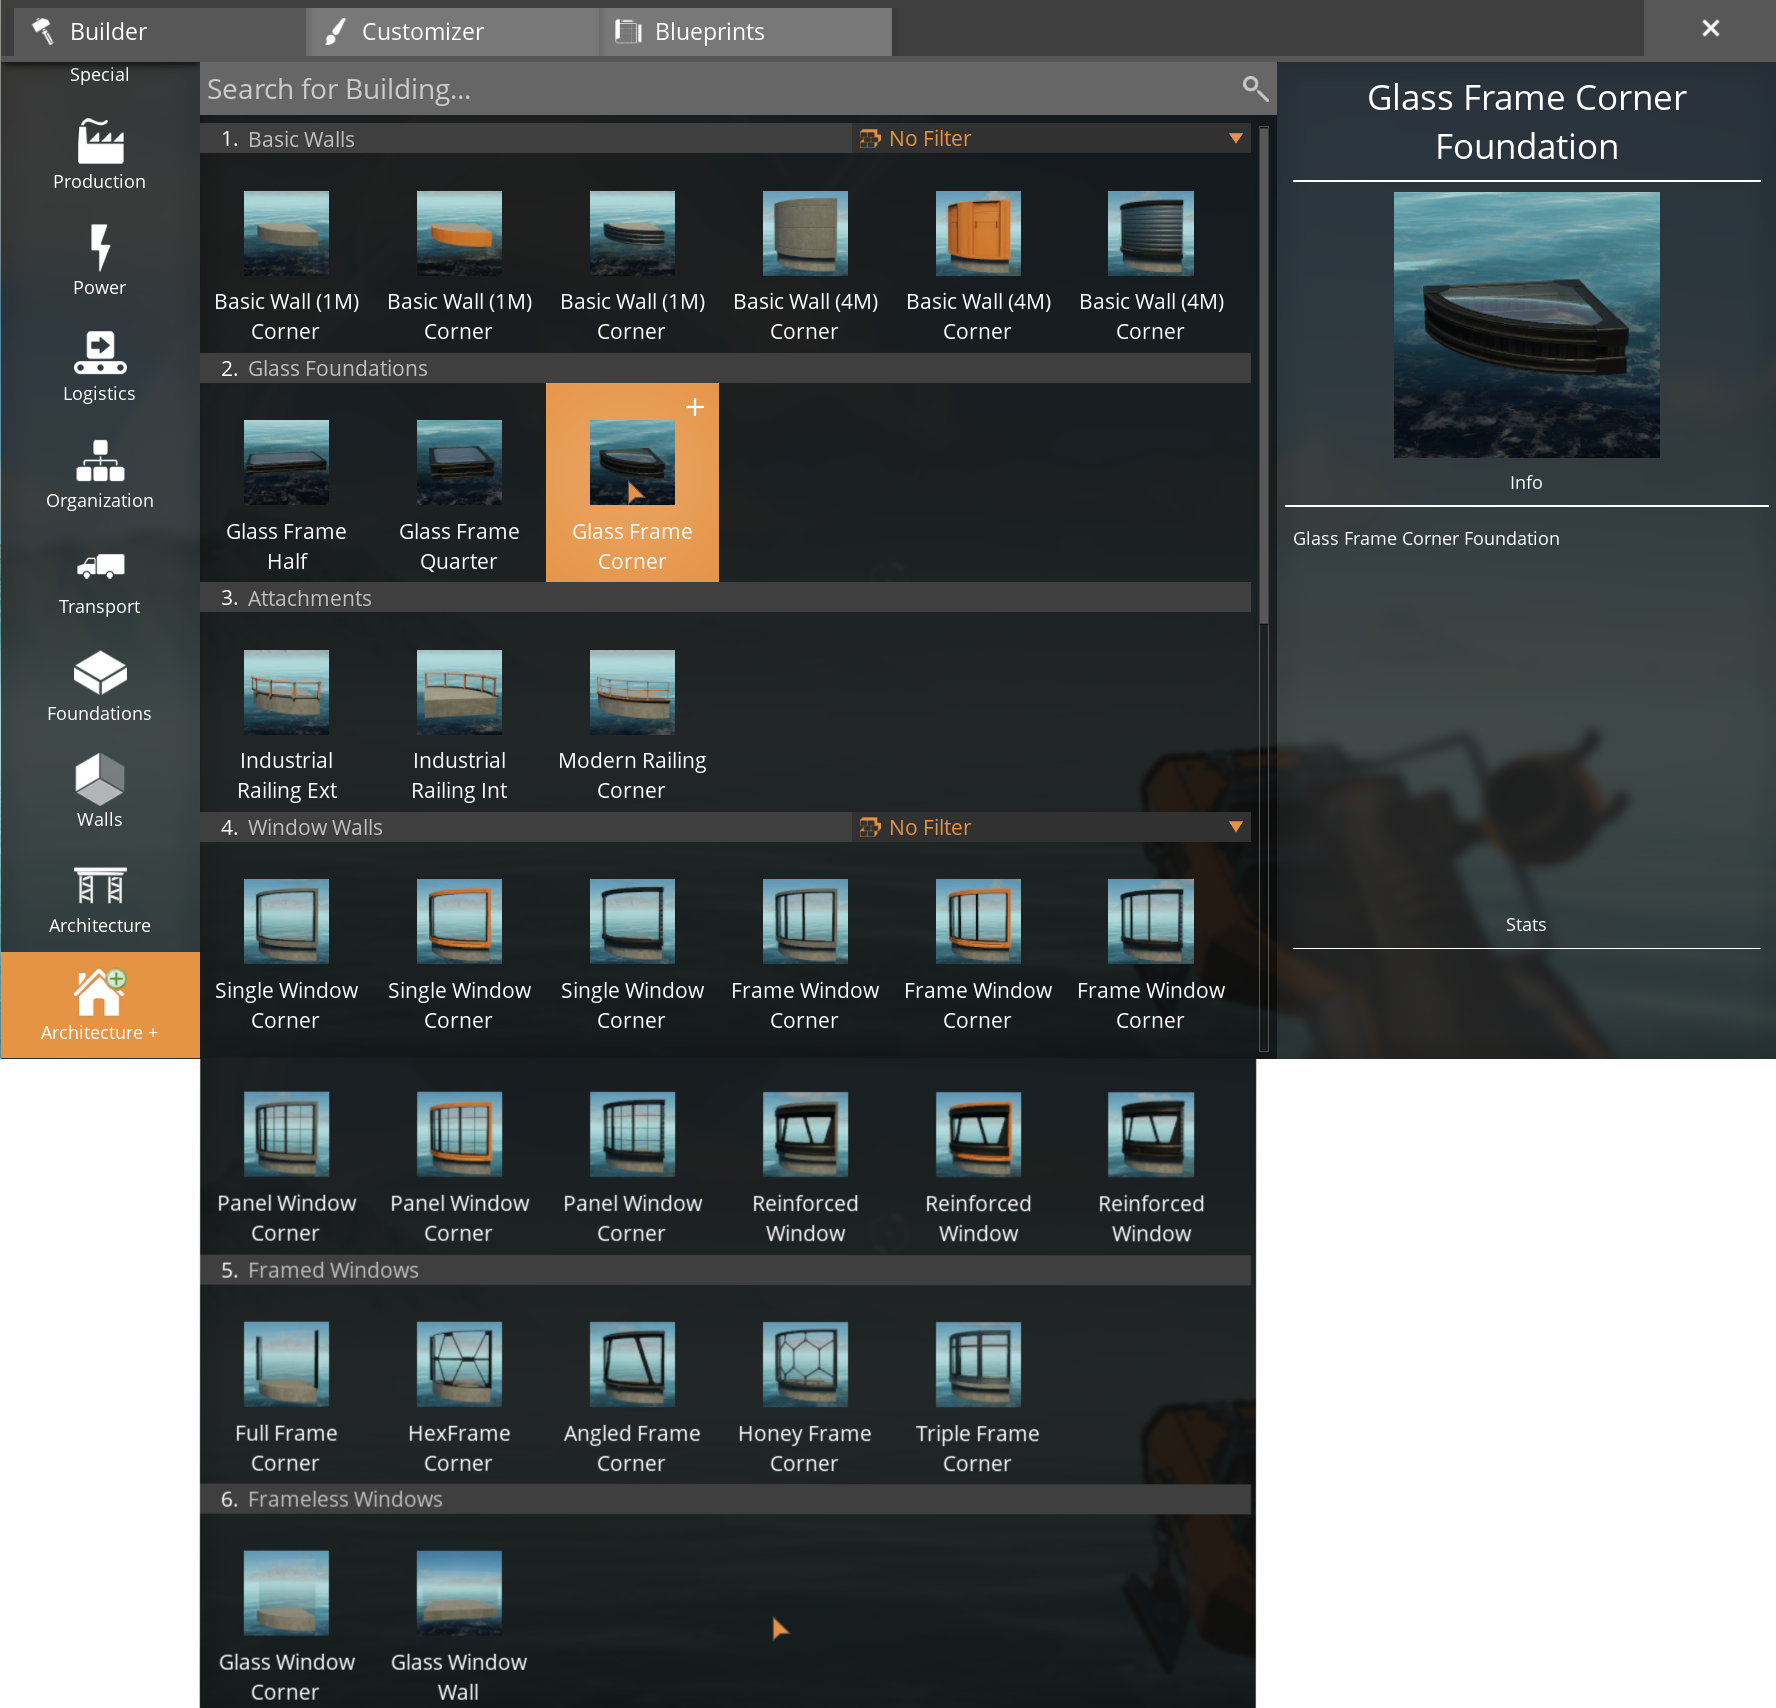 Builder
Customizer
Blueprints
Special
Production
Power
Logistics
Organization
Transport
Foundations
Walls
Architecture
Architecture +
Search for Building...
1. Basic Walls
No Filter
Basic Wall (1M) Corner
Basic Wall (1M) Corner
Basic Wall (1M) Corner
Basic Wall (4M) Corner
Basic Wall (4M) Corner
Basic Wall (4M) Corner
2. Glass Foundations
Glass Frame Half
Glass Frame Quarter
Glass Frame Corner
3. Attachments
Industrial Railing Ext
Industrial Railing Int
Modern Railing Corner
4. Window Walls
No Filter
Single Window Corner
Single Window Corner
Single Window Corner
Frame Window Corner
Frame Window Corner
Frame Window Corner
Panel Window Corner
Panel Window Corner
Panel Window Corner
Reinforced Window
Reinforced Window
Reinforced Window
5. Framed Windows
Full Frame Corner
HexFrame Corner
Angled Frame Corner
Honey Frame Corner
Triple Frame Corner
6. Frameless Windows
Glass Window Corner
Glass Window Wall
Glass Frame Corner
Foundation
Info
Glass Frame Corner Foundation
Stats